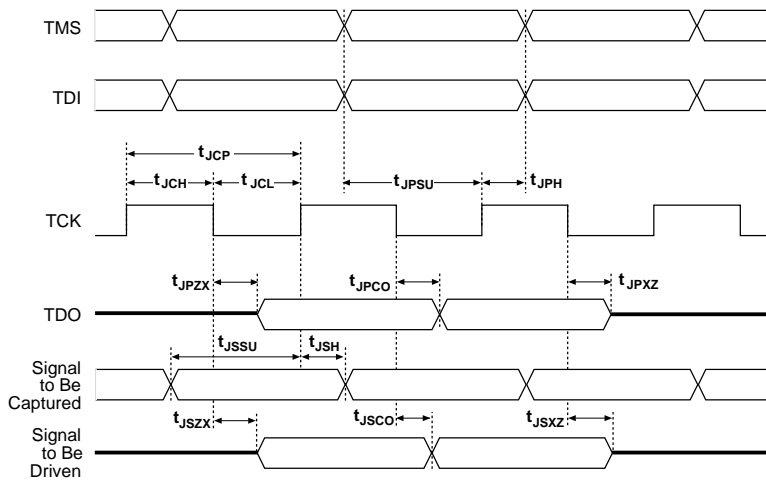 TMS
TDI
tJCP
tJCH tJCL tJPSU tJPH
TCK
tJPZX tJPCO tJPXZ
TDO
tJSSU tJSH
Signal
to Be
Captured
tJSZX tJSCO tJSXZ
Signal
to Be
Driven